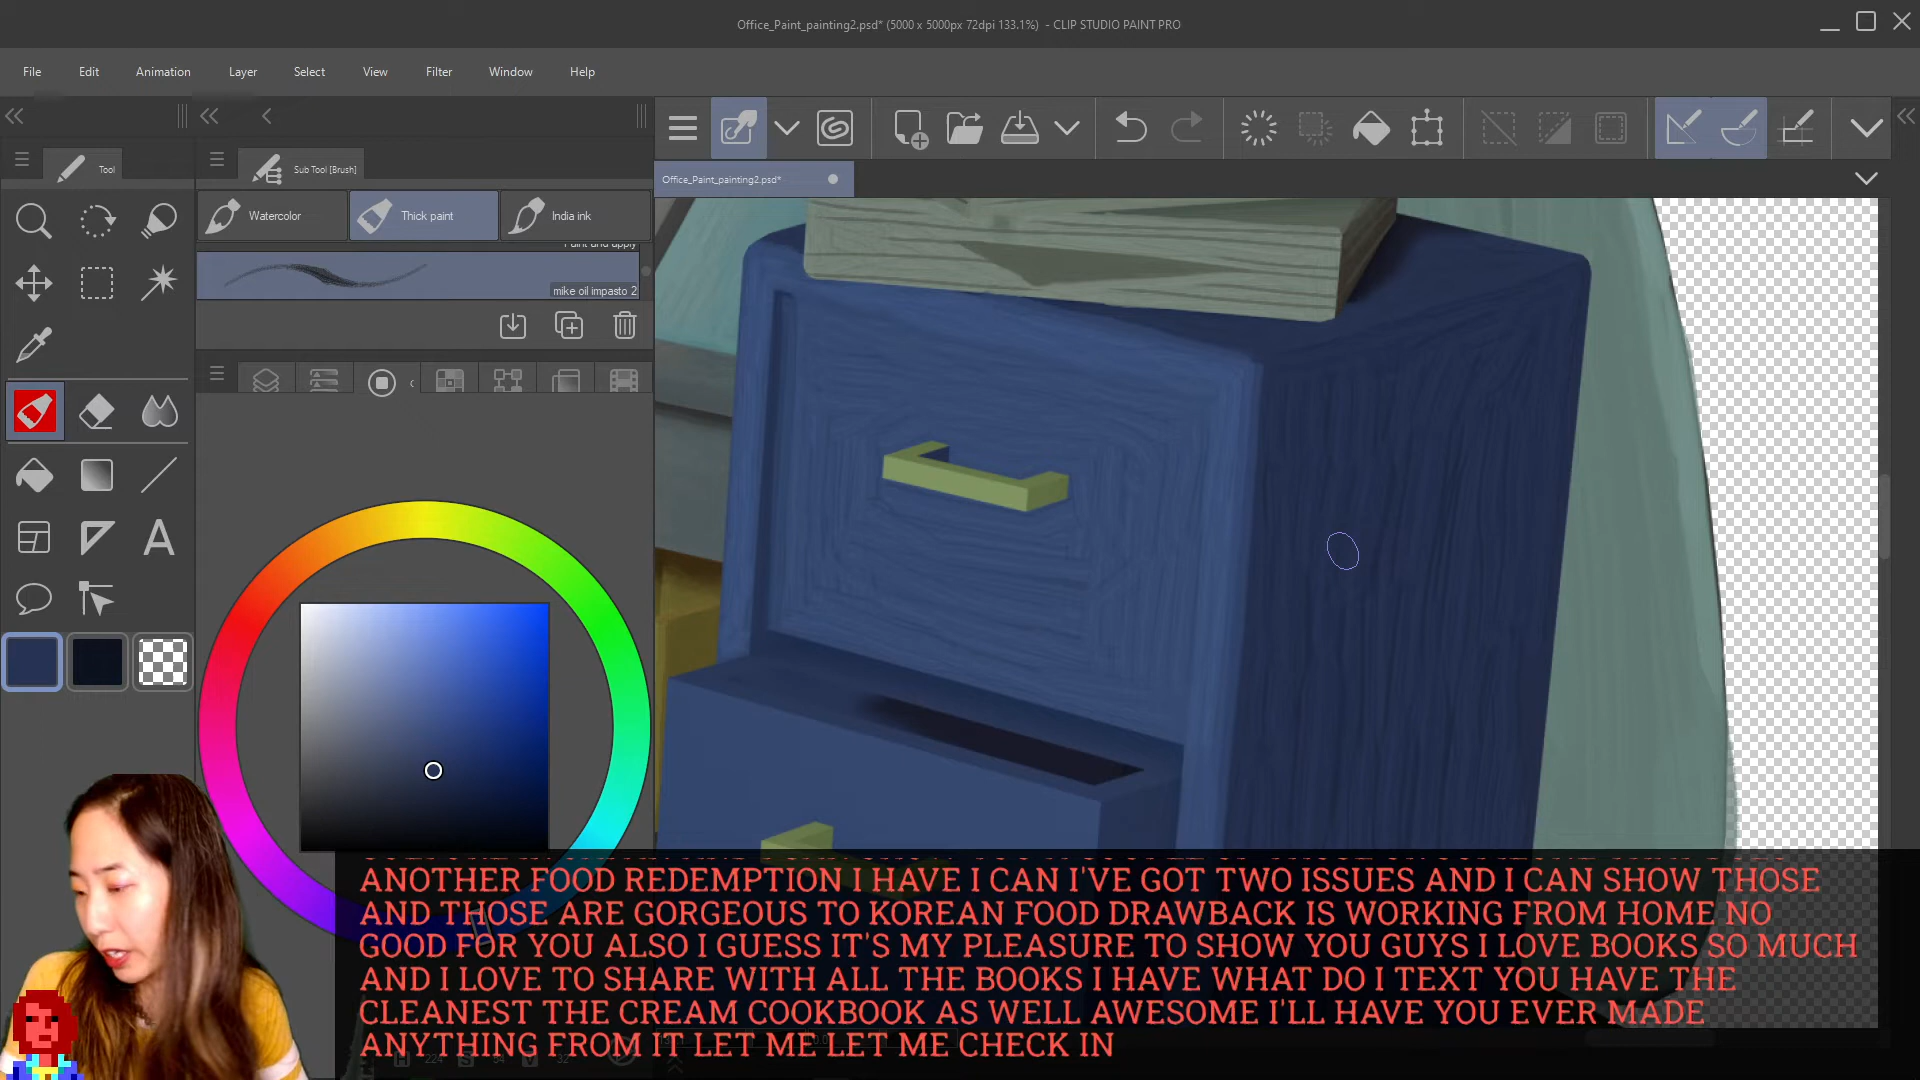 Office_Paint_painting2.psd* (5000 x 5000px 72dpi 133.1%) - CLIP STUDIO PAINT PRO
File Edit Animation Layer Select View Filter Window Help
Tool
Sub Tool [Brush]
Office_Paint_painting2.psd*
Watercolor
Thick paint
India ink
Paint and apply
mike oil impasto 2
ANOTHER FOOD REDEMPTION I HAVE I CAN I'VE GOT TWO ISSUES AND I CAN SHOW THOSE
AND THOSE ARE GORGEOUS TO KOREAN FOOD DRAWBACK IS WORKING FROM HOME NO
GOOD FOR YOU ALSO I GUESS IT'S MY PLEASURE TO SHOW YOU GUYS I LOVE BOOKS SO MUCH
AND I LOVE TO SHARE WITH ALL THE BOOKS I HAVE WHAT DO I TEXT YOU HAVE THE
CLEANEST THE CREAM COOKBOOK AS WELL AWESOME I'LL HAVE YOU EVER MADE
ANYTHING FROM IT LET ME LET ME CHECK IN